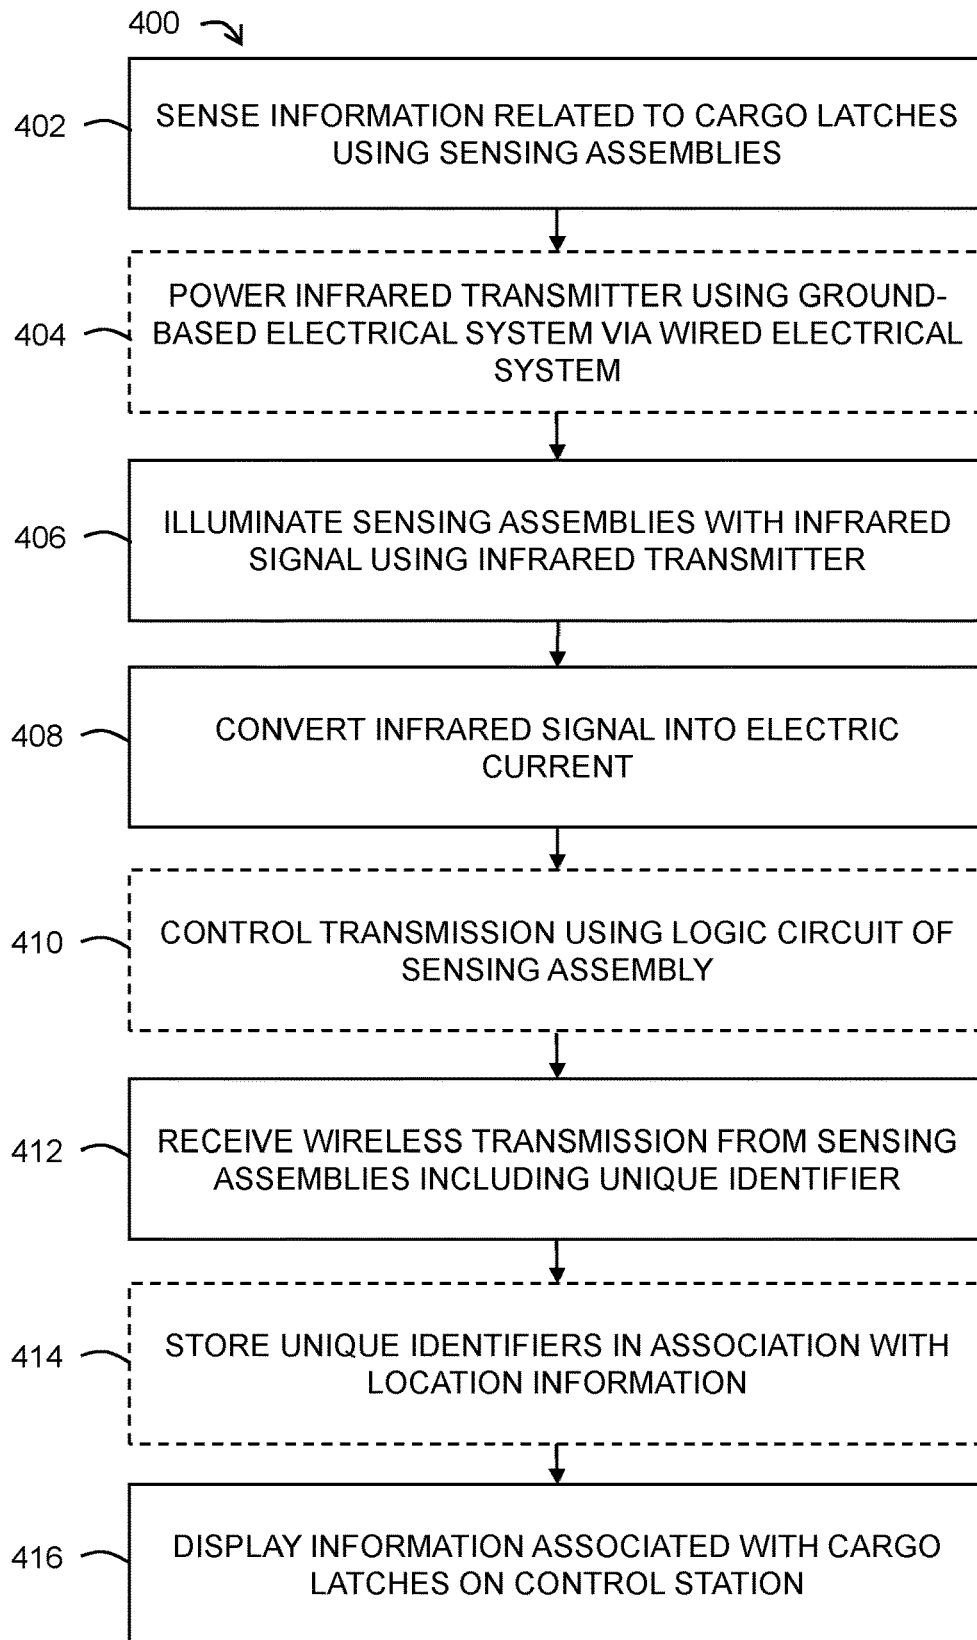 400
402
SENSE INFORMATION RELATED TO CARGO LATCHES
USING SENSING ASSEMBLIES
404
POWER INFRARED TRANSMITTER USING GROUND-
BASED ELECTRICAL SYSTEM VIA WIRED ELECTRICAL
SYSTEM
406
ILLUMINATE SENSING ASSEMBLIES WITH INFRARED
SIGNAL USING INFRARED TRANSMITTER
408
CONVERT INFRARED SIGNAL INTO ELECTRIC
CURRENT
410
CONTROL TRANSMISSION USING LOGIC CIRCUIT OF
SENSING ASSEMBLY
412
RECEIVE WIRELESS TRANSMISSION FROM SENSING
ASSEMBLIES INCLUDING UNIQUE IDENTIFIER
414
STORE UNIQUE IDENTIFIERS IN ASSOCIATION WITH
LOCATION INFORMATION
416
DISPLAY INFORMATION ASSOCIATED WITH CARGO
LATCHES ON CONTROL STATION